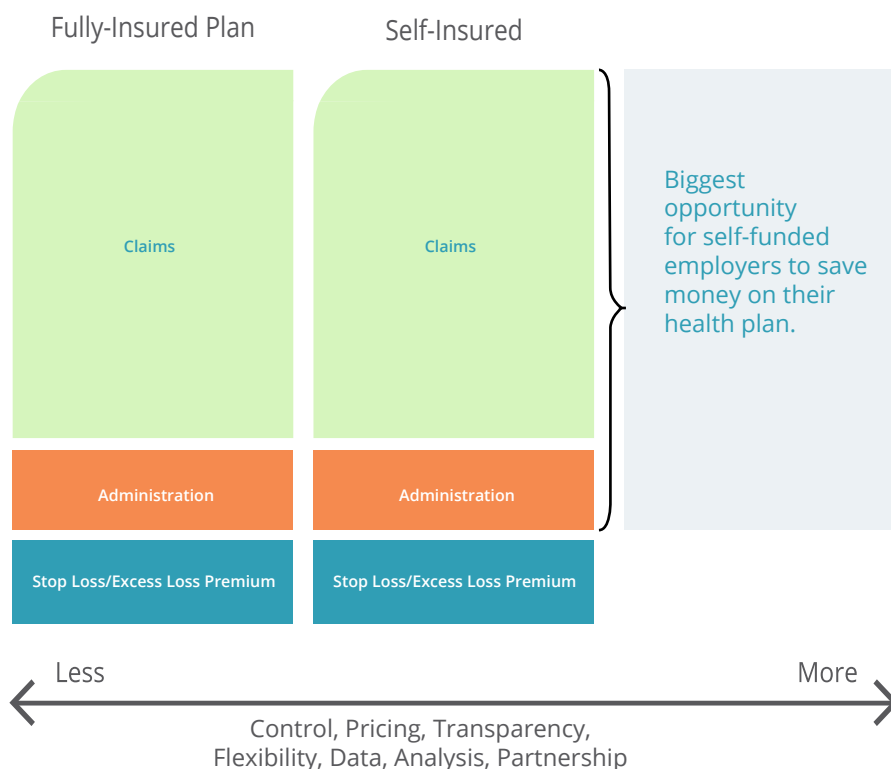 Fully-Insured Plan
Self-Insured
Claims
Claims
Biggest
opportunity
for self-funded
employers to save
money on their
health plan.
Administration
Administration
Stop Loss/Excess Loss Premium
Stop Loss/Excess Loss Premium
Less
More
Control, Pricing, Transparency,
Flexibility, Data, Analysis, Partnership